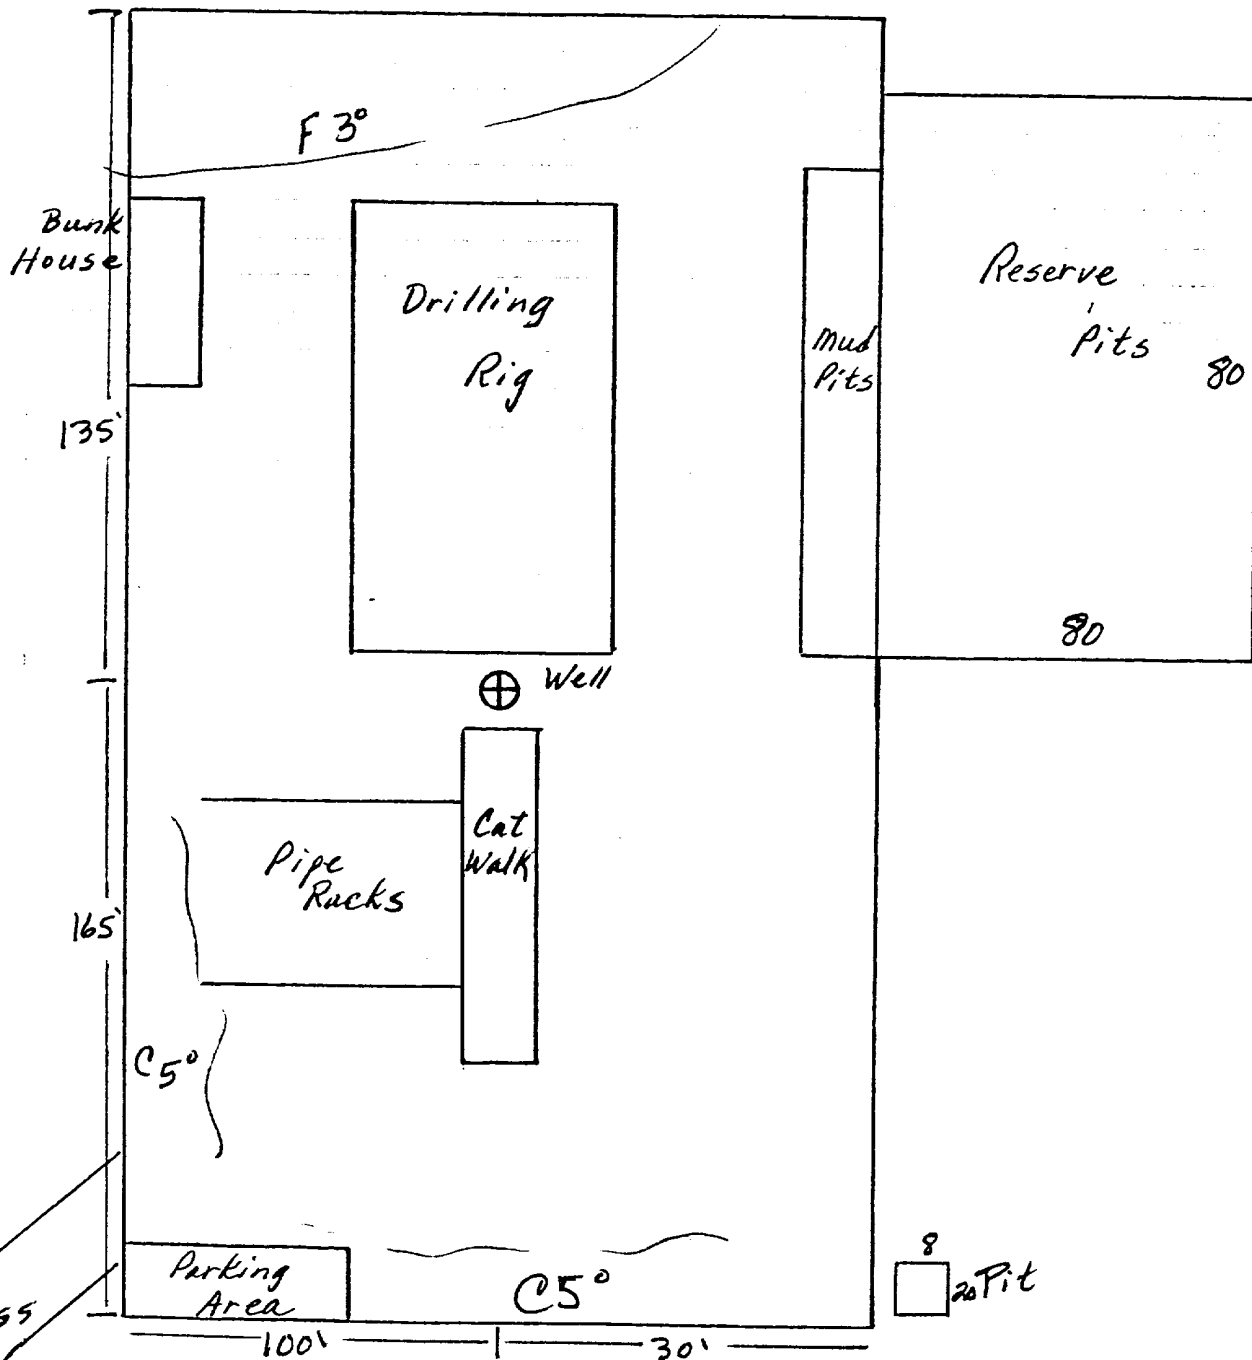 F 3°
Bunk
House
Drilling
Rig
Mud
Pits
Reserve
Pits
80
135'
80
Well
Cat
Walk
Pipe
Racks
165'
C5°
Parking
Area
C5°
8
20 Pit
100'
30'